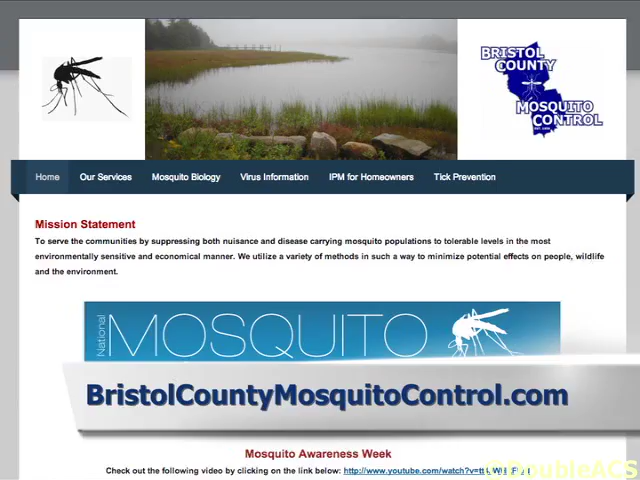 BRISTOL
COUNTY
MOSQUITO
CONTROL
Home Our Services Mosquito Biology Virus Information IPM for Homeowners Tick Prevention
Mission Statement
To serve the communities by suppressing both nuisance and disease carrying mosquito populations to tolerable levels in the most
environmentally sensitive and economical manner. We utilize a variety of methods in such a way to minimize potential effects on people, wildlife
and the environment.
National
MOSQUITO
BristolCountyMosquitoControl.com
Mosquito Awareness Week
Check out the following video by clicking on the link below:
@DoubleACS